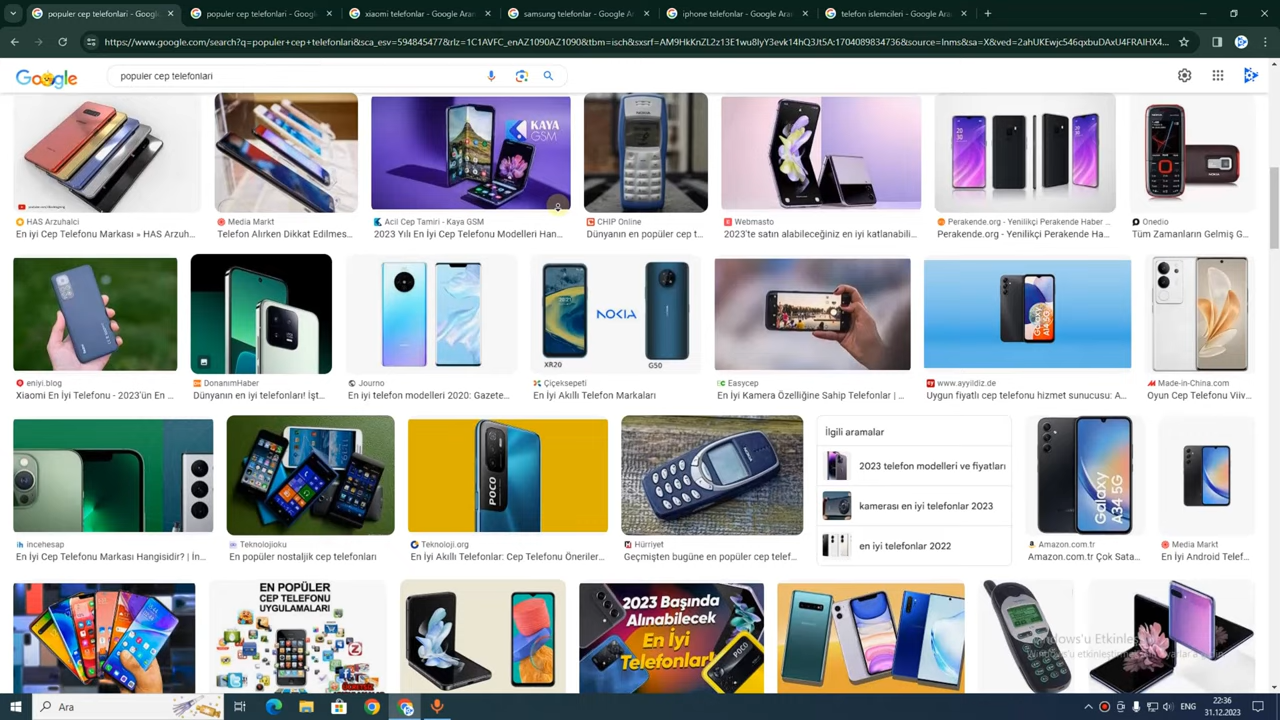 populer cep telefonlari - Googl
populer cep telefonlari - Googl
xiaomi telefonlar - Google Ara
samsung telefonlar - Google A
iphone telefonlar - Google Ara
telefon islemcileri - Google Ara
https://www.google.com/search?q=populer+cep+telefonlari&sca_esv=594845477&rlz=1C1AVFC_enAZ1090AZ1090&tbm=isch&sxsrf=AM9HkKnZL2z13E1wu8lyY3evk14hQ3Jt5A:1704089834736&source=lnms&sa=X&ved=2ahUKEwjc546qxbuDAxU4FRAIHX4...
Google
populer cep telefonlari
KAYA
GSM
HAS Arzuhalci
En iyi Cep Telefonu Markası » HAS Arzuh...
Media Markt
Telefon Alırken Dikkat Edilmes...
Acil Cep Tamiri - Kaya GSM
2023 Yılı En İyi Cep Telefonu Modelleri Han...
CHIP Online
Dünyanın en popüler cep t...
Webmasto
2023'te satın alabileceğiniz en iyi katlanabili...
Perakende.org - Yenilikçi Perakende Haber ...
Perakende.org - Yenilikçi Perakende Ha...
Onedio
Tüm Zamanların Gelmiş G...
NOKIA
XR20
G50
Galaxy
A14 5G
eniyi.blog
Xiaomi En İyi Telefonu - 2023'ün En ...
DonanımHaber
Dünyanın en iyi telefonları! İşt...
Journo
En iyi telefon modelleri 2020: Gazete...
Çiçeksepeti
En İyi Akıllı Telefon Markaları
Easycep
En İyi Kamera Özelliğine Sahip Telefonlar | ...
www.ayyildiz.de
Uygun fiyatlı cep telefonu hizmet sunucusu: A...
Made-in-China.com
Oyun Cep Telefonu Viiv...
POCO
NOKIA
İlgili aramalar
2023 telefon modelleri ve fiyatları
kamerası en iyi telefonlar 2023
en iyi telefonlar 2022
Galaxy
A34 5G
incehesap
En İyi Cep Telefonu Markası Hangisidir? | İn...
Teknolojioku
En popüler nostaljik cep telefonları
Teknoloji.org
En İyi Akıllı Telefonlar: Cep Telefonu Öneriler...
Hürriyet
Geçmişten bugüne en popüler cep telef...
Amazon.com.tr
Amazon.com.tr Çok Sata...
Media Markt
En İyi Android Telef...
EN POPÜLER
CEP TELEFONU
UYGULAMALARI
2023 Başında
Alınabilecek
En İyi
Telefonlar!
POCO
Windows'u Etkinleş
Ara
ENG
22:36
31.12.2023